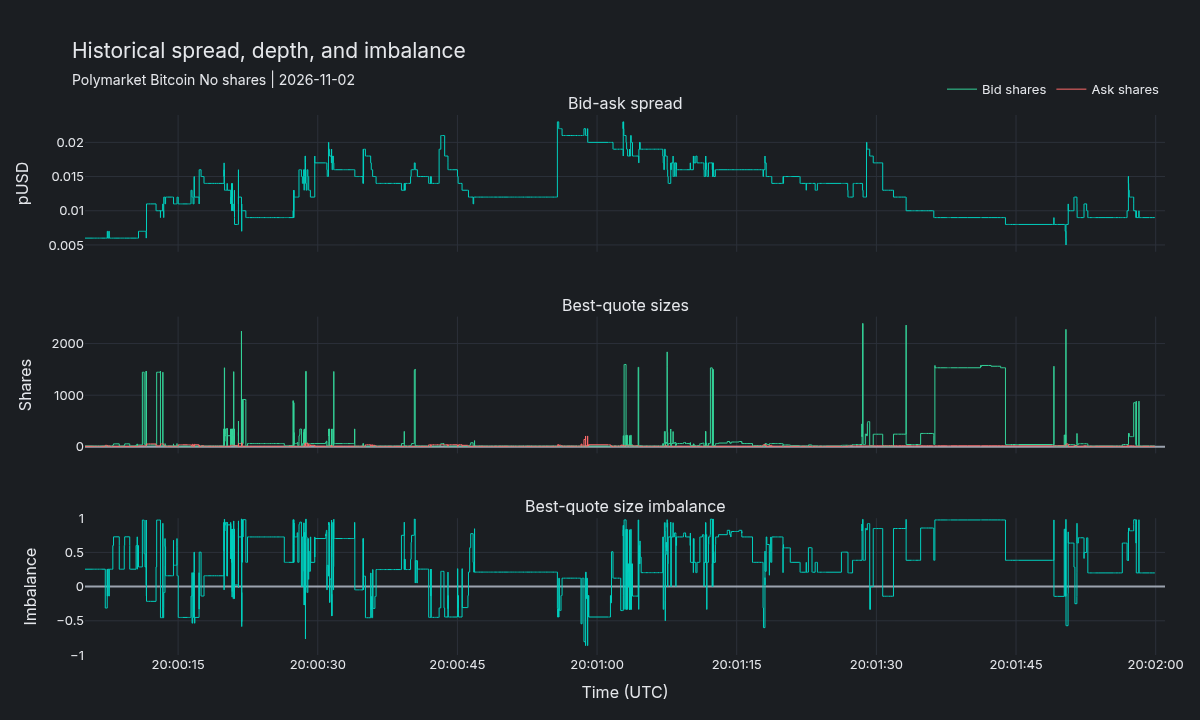 Historical spread, depth, and imbalance
Polymarket Bitcoin No shares | 2026-11-02
Bid shares Ask shares
Bid-ask spread
pUSD
0.02
0.015
0.01
0.005
Best-quote sizes
Shares
2000
1000
0
Best-quote size imbalance
Imbalance
1
0.5
0
−0.5
−1
20:00:15 20:00:30 20:00:45 20:01:00 20:01:15 20:01:30 20:01:45 20:02:00
Time (UTC)